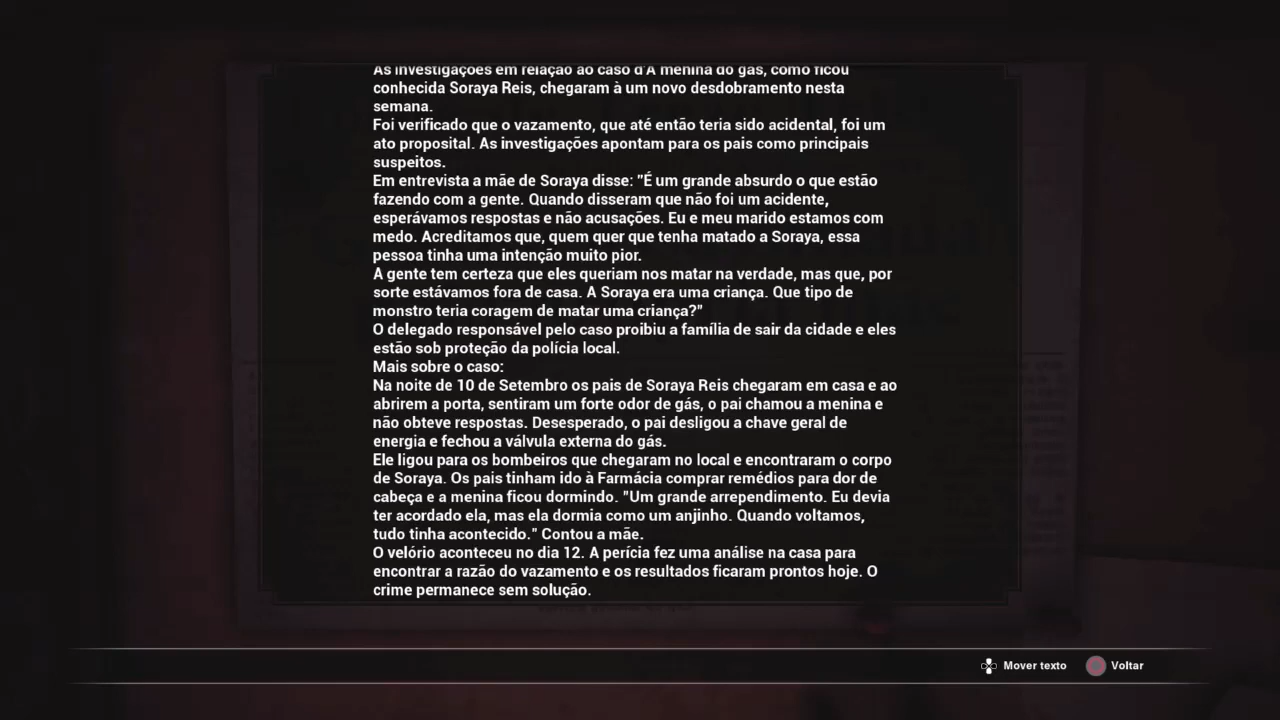 As investigações em relação ao caso d'A menina do gás, como ficou
conhecida Soraya Reis, chegaram à um novo desdobramento nesta
semana.
Foi verificado que o vazamento, que até então teria sido acidental, foi um
ato proposital. As investigações apontam para os pais como principais
suspeitos.
Em entrevista a mãe de Soraya disse: "É um grande absurdo o que estão
fazendo com a gente. Quando disseram que não foi um acidente,
esperávamos respostas e não acusações. Eu e meu marido estamos com
medo. Acreditamos que, quem quer que tenha matado a Soraya, essa
pessoa tinha uma intenção muito pior.
A gente tem certeza que eles queriam nos matar na verdade, mas que, por
sorte estávamos fora de casa. A Soraya era uma criança. Que tipo de
monstro teria coragem de matar uma criança?"
O delegado responsável pelo caso proibiu a família de sair da cidade e eles
estão sob proteção da polícia local.
Mais sobre o caso:
Na noite de 10 de Setembro os pais de Soraya Reis chegaram em casa e ao
abrirem a porta, sentiram um forte odor de gás, o pai chamou a menina e
não obteve respostas. Desesperado, o pai desligou a chave geral de
energia e fechou a válvula externa do gás.
Ele ligou para os bombeiros que chegaram no local e encontraram o corpo
de Soraya. Os pais tinham ido à Farmácia comprar remédios para dor de
cabeça e a menina ficou dormindo. "Um grande arrependimento. Eu devia
ter acordado ela, mas ela dormia como um anjinho. Quando voltamos,
tudo tinha acontecido." Contou a mãe.
O velório aconteceu no dia 12. A perícia fez uma análise na casa para
encontrar a razão do vazamento e os resultados ficaram prontos hoje. O
crime permanece sem solução.
Mover texto
Voltar